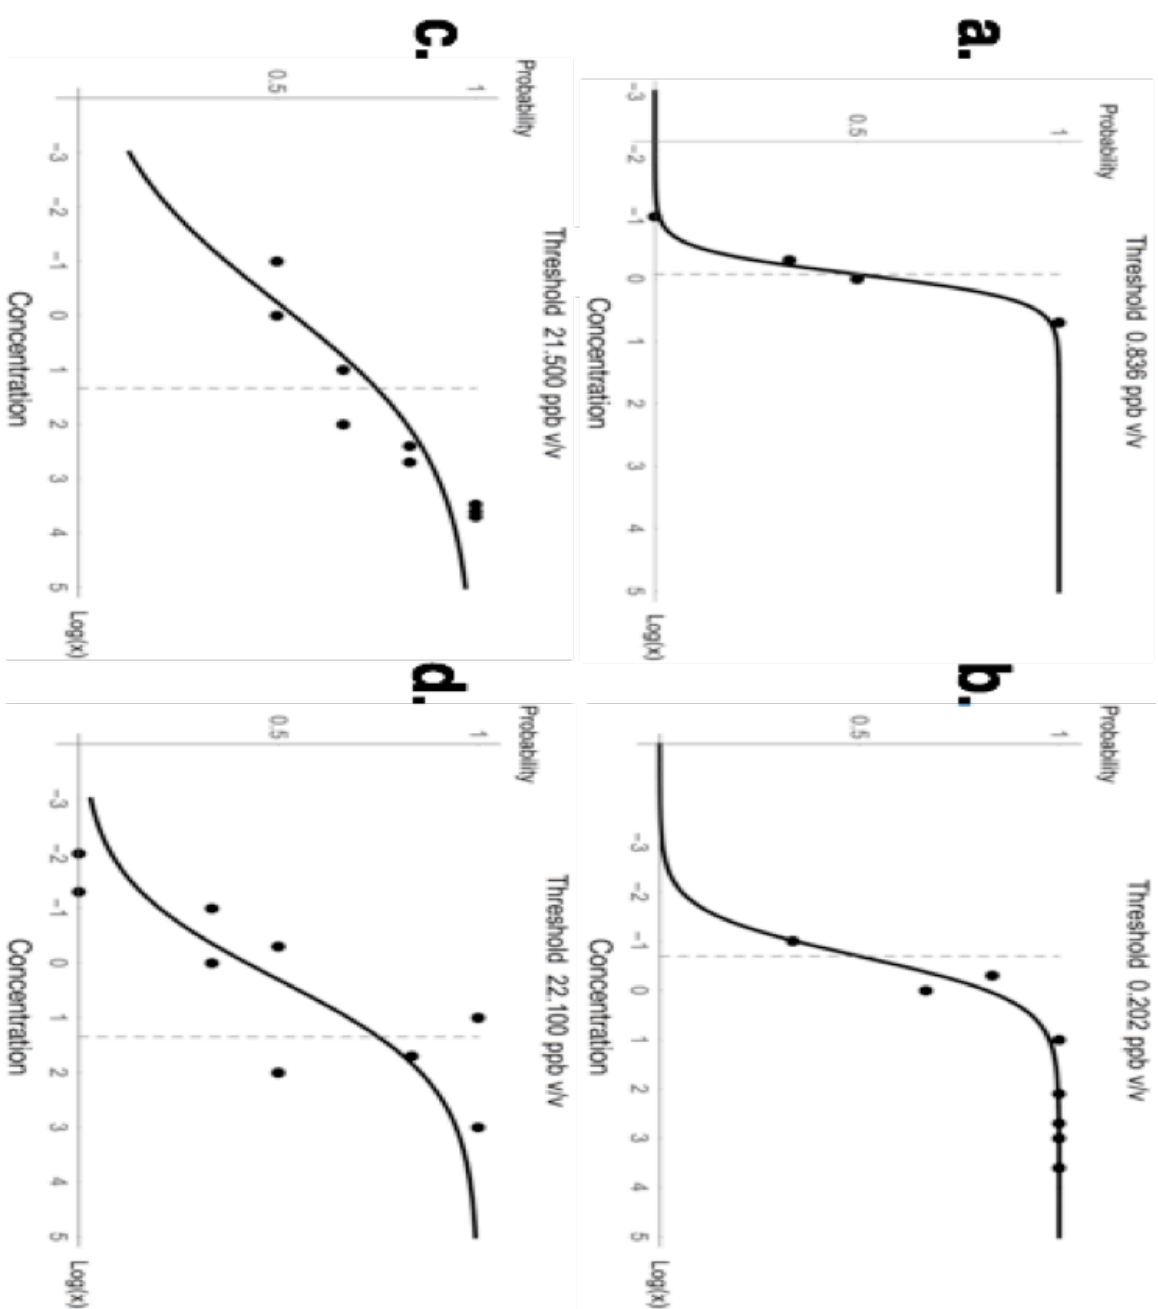 a.
Threshold 0.836 ppb v/v
Probability
1
0.5
-3 -2 -1 0 1 2 3 4 5 Log(x)
Concentration
b.
Threshold 0.202 ppb v/v
Probability
1
0.5
-3 -2 -1 0 1 2 3 4 5 Log(x)
Concentration
c.
Threshold 21.500 ppb v/v
Probability
1
0.5
-3 -2 -1 0 1 2 3 4 5 Log(x)
Concentration
d.
Threshold 22.100 ppb v/v
Probability
1
0.5
-3 -2 -1 0 1 2 3 4 5 Log(x)
Concentration